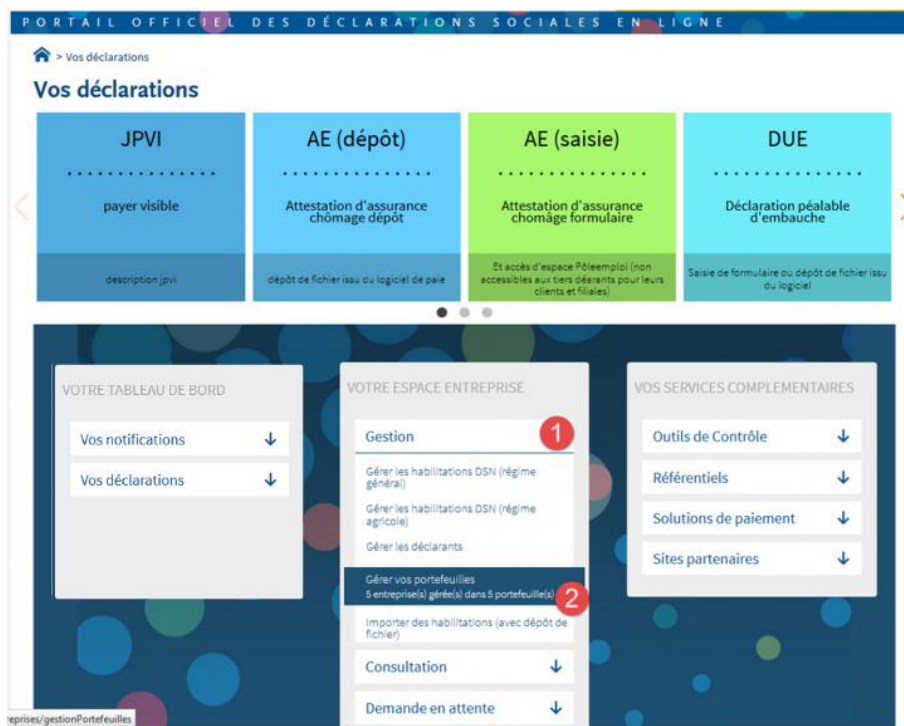 PORTAIL OFFICIEL DES DÉCLARATIONS SOCIALES EN LIGNE
> Vos déclarations
Vos déclarations
JPVI
payer visible
description jpvi
AE (dépôt)
Attestation d'assurance
chômage dépôt
dépôt de fichier issu du logiciel de paie
AE (saisie)
Attestation d'assurance
chomâge formulaire
Et accès d'espace Pôleemploi (non
accessibles aux tiers déarants pour leurs
clients et filiales)
DUE
Déclaration péalable
d'embauche
Saisie de formulaire ou dépôt de fichier issu
du logiciel
VOTRE TABLEAU DE BORD
Vos notifications
Vos déclarations
VOTRE ESPACE ENTREPRISE
Gestion
1
Gérer les habilitations DSN (régime
général)
Gérer les habilitations DSN (régime
agricole)
Gérer les déclarants
Gérer vos portefeuilles
5 entreprise(s) gérée(s) dans 5 portefeuille(s)
2
Importer des habilitations (avec dépôt de
fichier)
Consultation
Demande en attente
VOS SERVICES COMPLEMENTAIRES
Outils de Contrôle
Référentiels
Solutions de paiement
Sites partenaires
reprises/gestionPortefeuilles